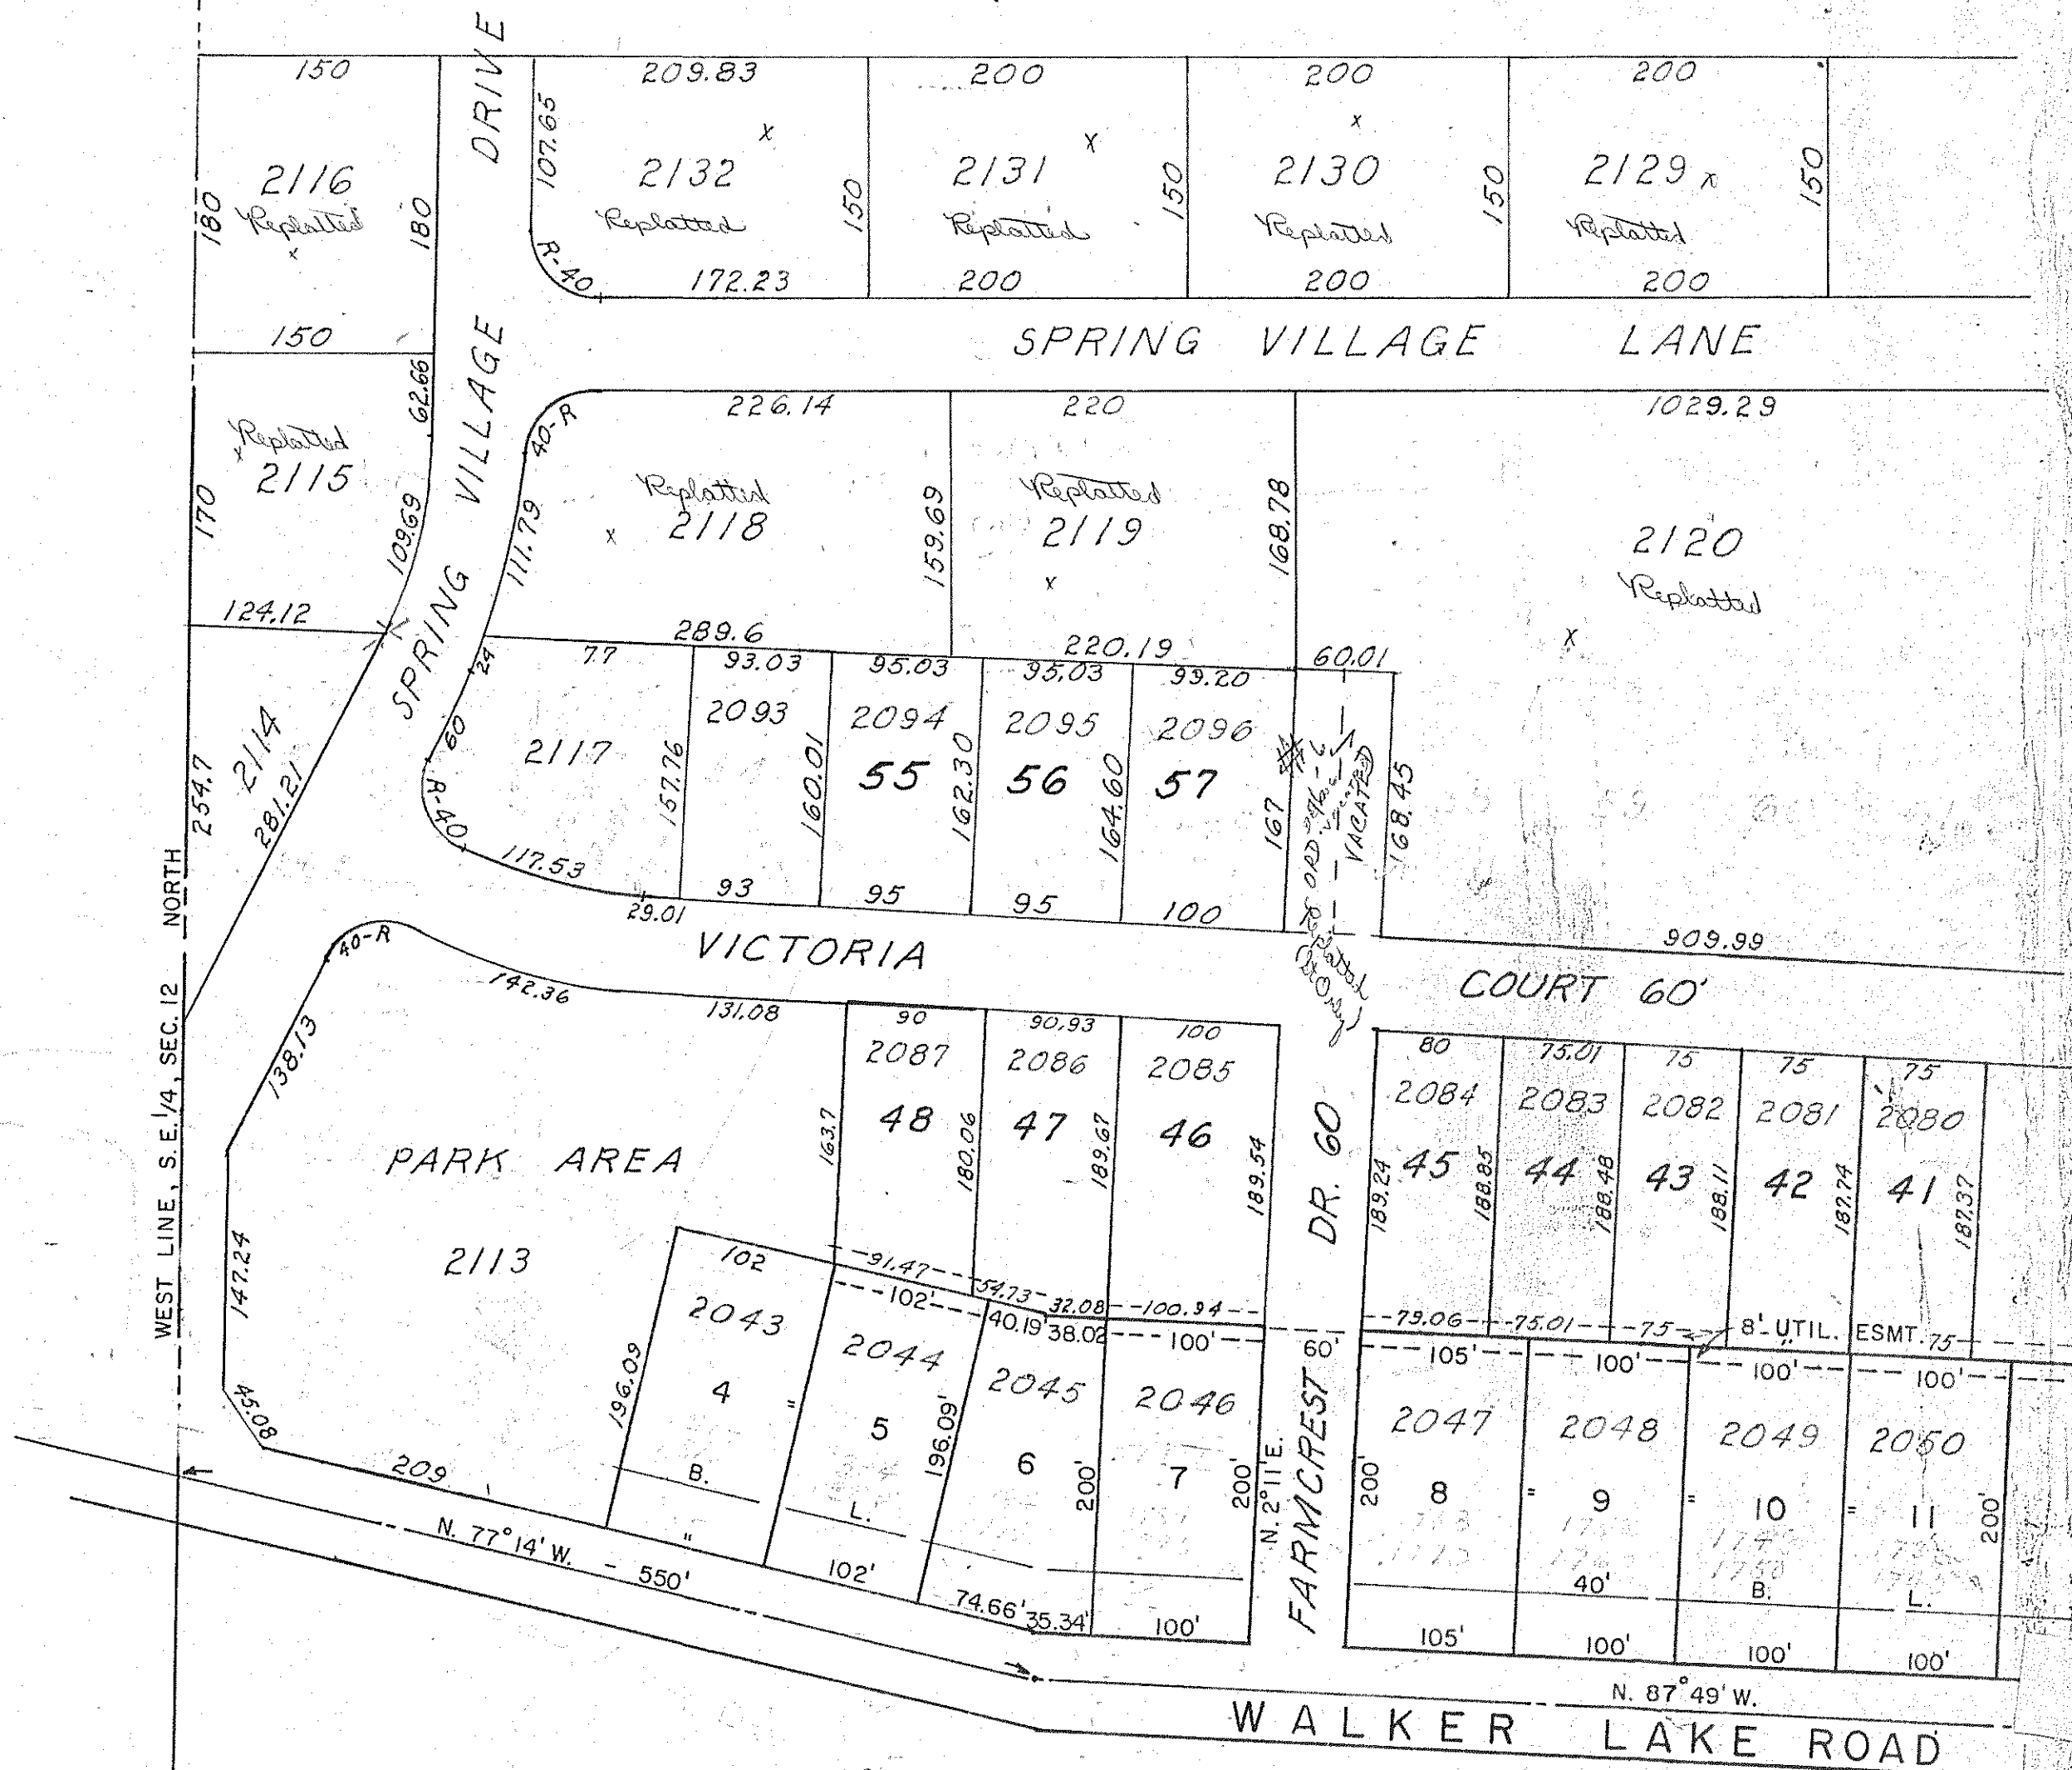 DRIVE
150 209.83 200 200 200
107.65
2116 2132 2131 2130 2129
x x x x x
Replatted Replatted Replatted Replatted Replatted
180 180 150 150 150 150
R-40 172.23 200 200 200
150
SPRING VILLAGE LANE
SPRING VILLAGE
62.66
40-R 226.14 220 1029.29
Replatted
2115
x
Replatted
2118
x
Replatted
2119
x
2120
Replatted
x
170 109.69 111.79 159.69 168.78
124.12 289.6 220.19 60.01
24 77 93.03 95.03 95.03 99.20
2114 2117 2093 2094 2095 2096
55 56 57
254.7 281.21 60 R-40 157.76 160.01 162.30 164.60 167 168.45
ORD
VACATED
117.53 29.01 93 95 95 100 909.99
VICTORIA COURT 60'
40-R 142.36 131.08
90 90.93 100 80 75.01 75 75 75
2087 2086 2085 2084 2083 2082 2081 2080
48 47 46 45 44 43 42 41
138.13 163.7 180.06 189.67 189.54 189.24 188.85 188.48 188.11 187.74 187.37
WEST LINE, S.E. 1/4, SEC. 12 NORTH
PARK AREA
2113
147.24
45.08
209
102 91.47 54.73 32.08 100.94 79.06 75.01 75 8' UTIL. ESMT. 75
102' 40.19' 38.02 100' 60' 105' 100' 100' 100'
2043 2044 2045 2046 2047 2048 2049 2050
4 " 5 6 7 8 = 9 = 10 = 11
196.09 196.09' 200' 200' 200' 200'
N. 2° 11' E.
FARMCREST DR. 60
B. L. 40' B. L.
" 102' 74.66' 35.34' 100' 105' 100' 100' 100'
N. 77° 14' W. - 550'
N. 87° 49' W.
WALKER LAKE ROAD